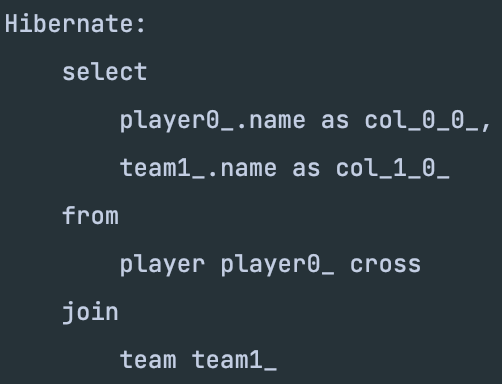 Hibernate:
    select
        player0_.name as col_0_0_,
        team1_.name as col_1_0_
    from
        player player0_ cross
    join
        team team1_